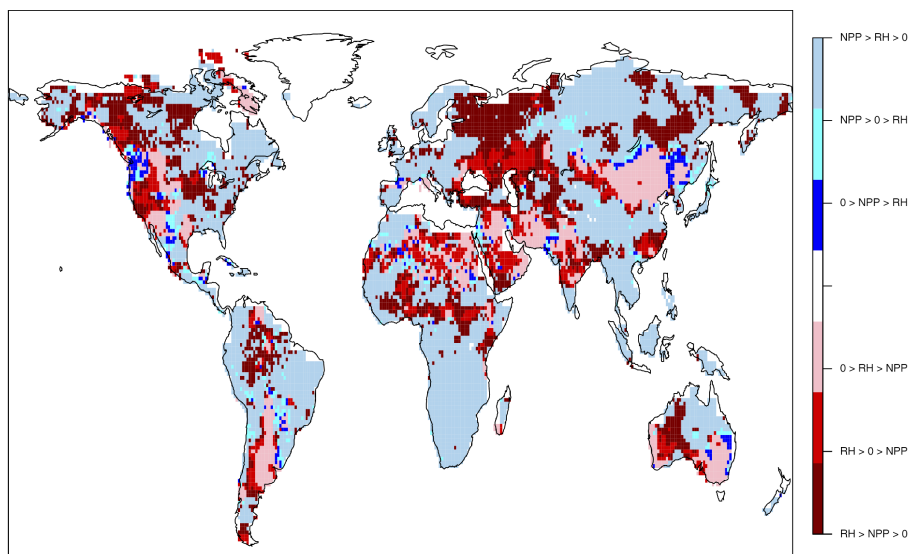 NPP > RH > 0
NPP > 0 > RH
0 > NPP > RH
0 > RH > NPP
RH > 0 > NPP
RH > NPP > 0